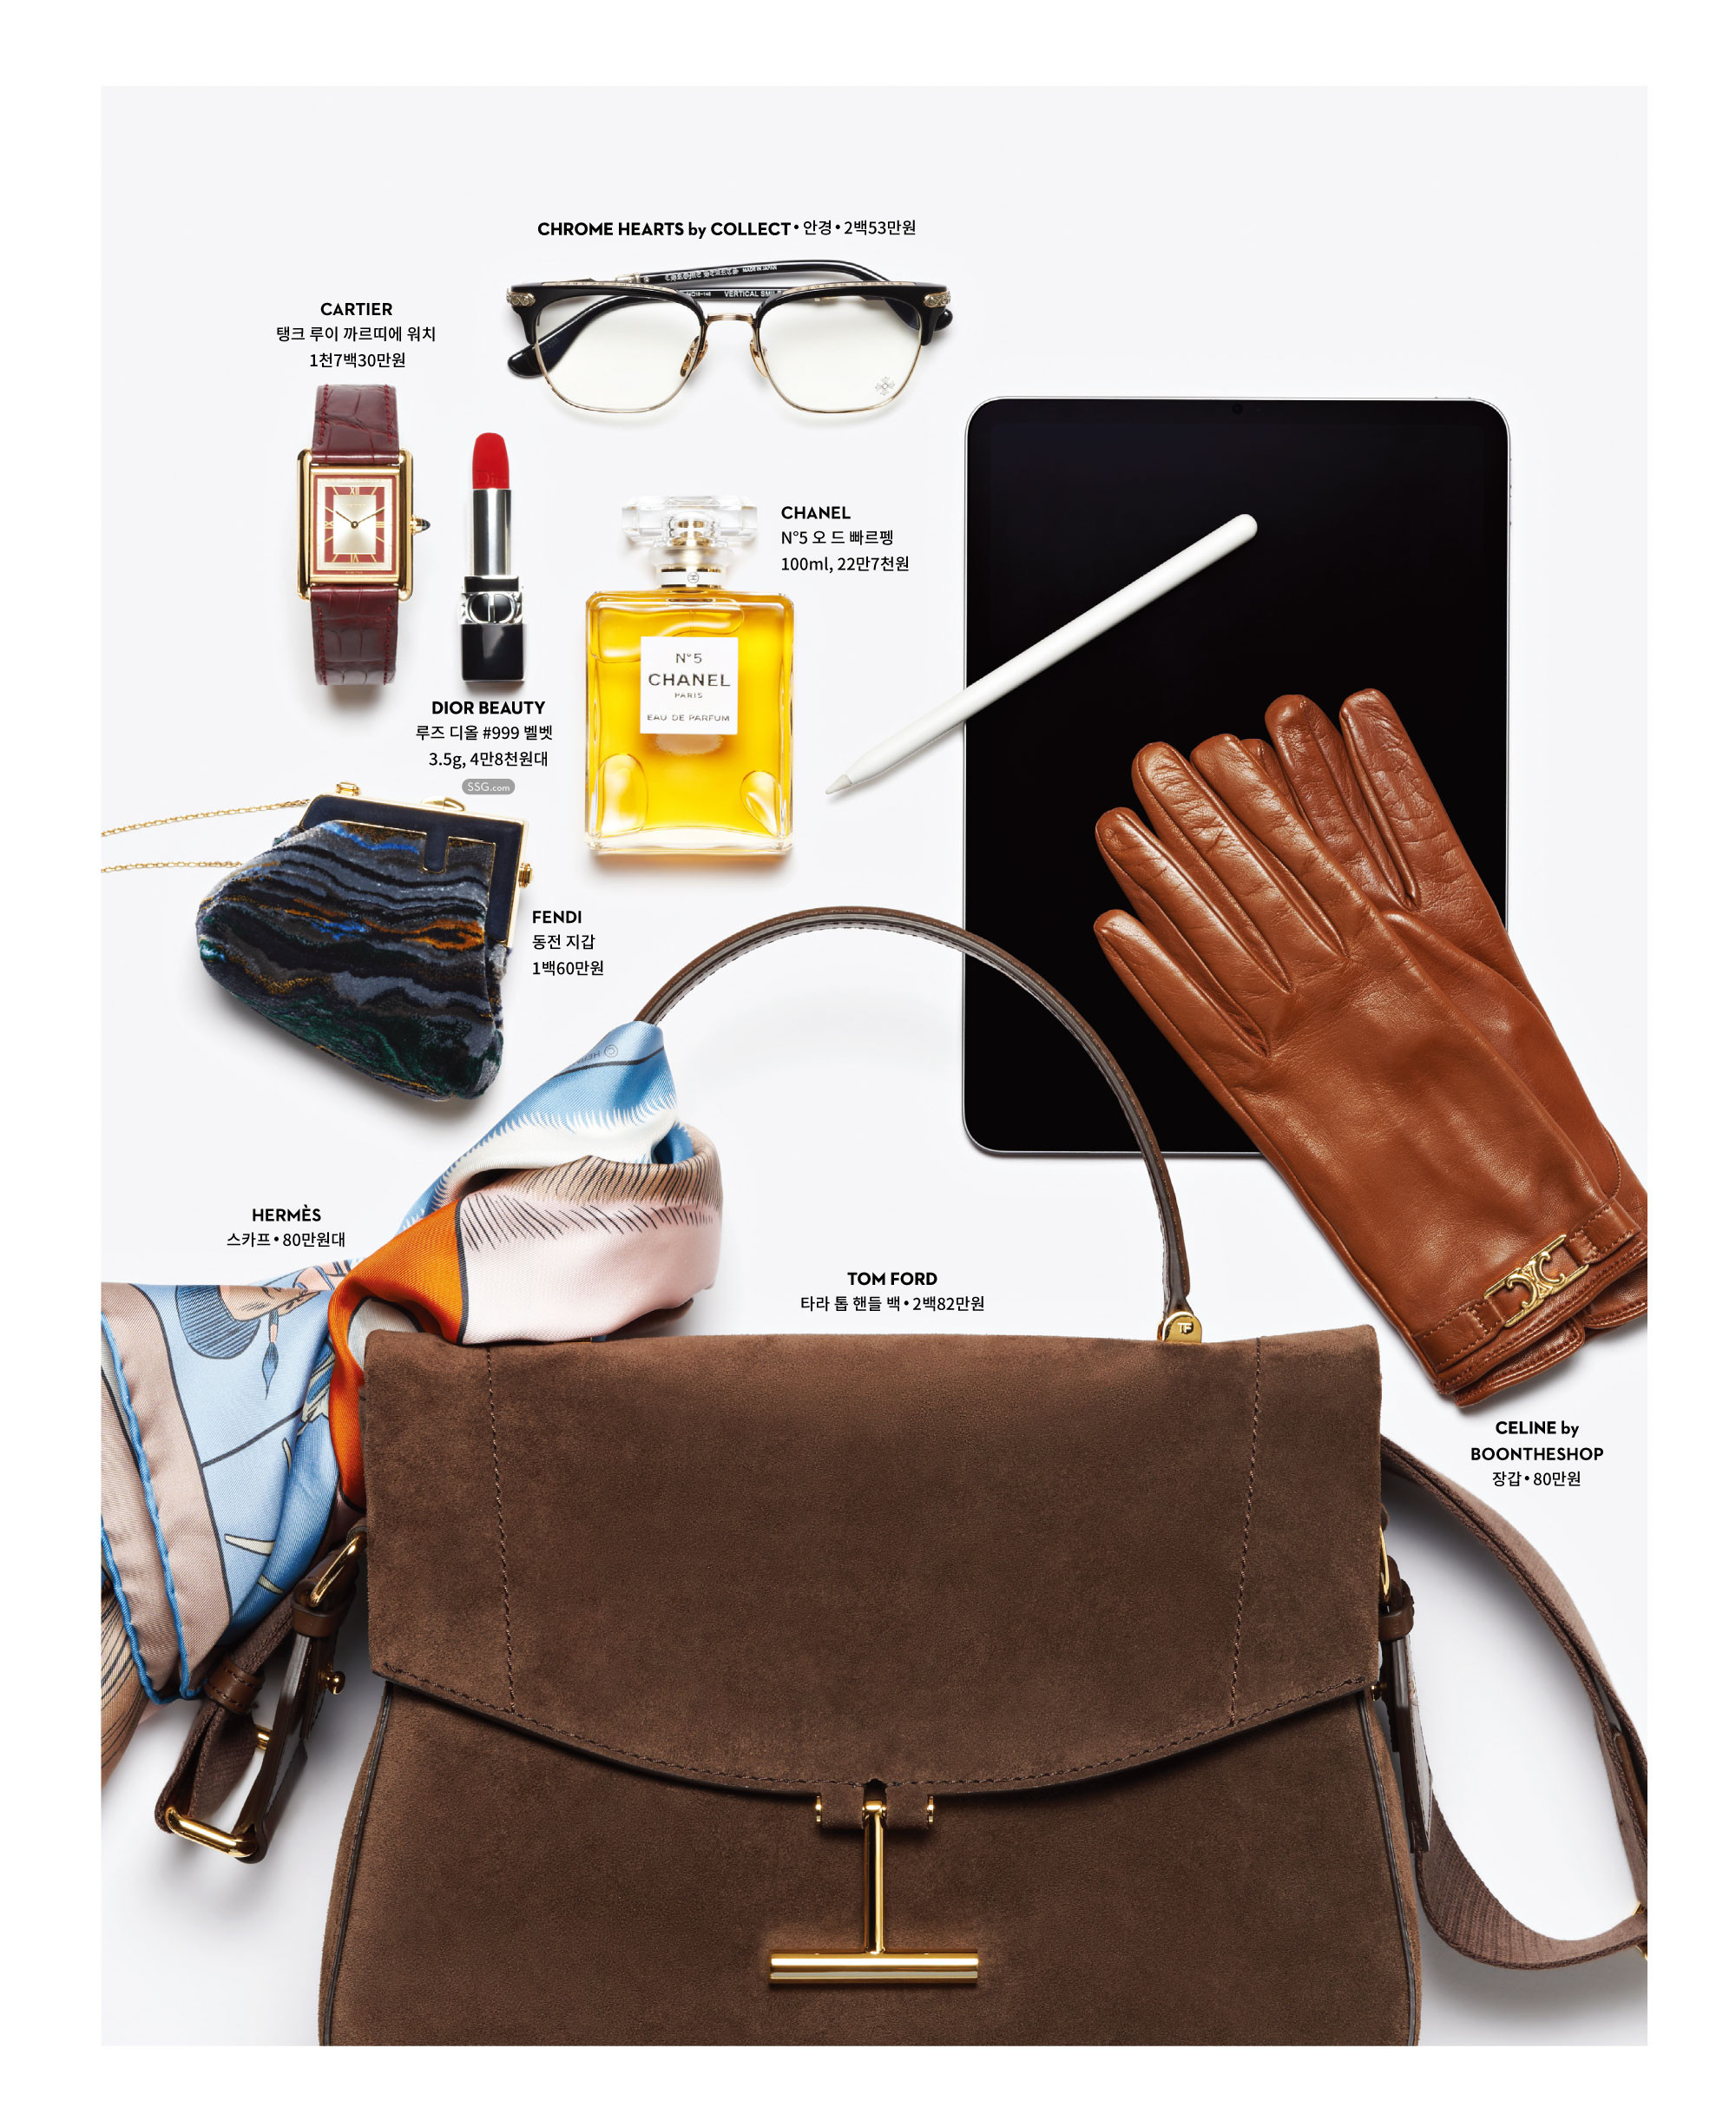 CHROME HEARTS by COLLECT • 안경 • 2백53만원
VERTICAL
CARTIER
탱크 루이 까르띠에 워치
1천7백30만원
CHANEL
N°5 오 드 빠르펭
100ml, 22만7천원
N°5
CHANEL
PARIS
EAU DE PARFUM
DIOR BEAUTY
루즈 디올 #999 벨벳
3.5g, 4만8천원대
SSG.com
FENDI
동전 지갑
1백60만원
HERMÈS
스카프 • 80만원대
TOM FORD
타라 톱 핸들 백 • 2백82만원
TF
CELINE by
BOONTHESHOP
장갑 • 80만원